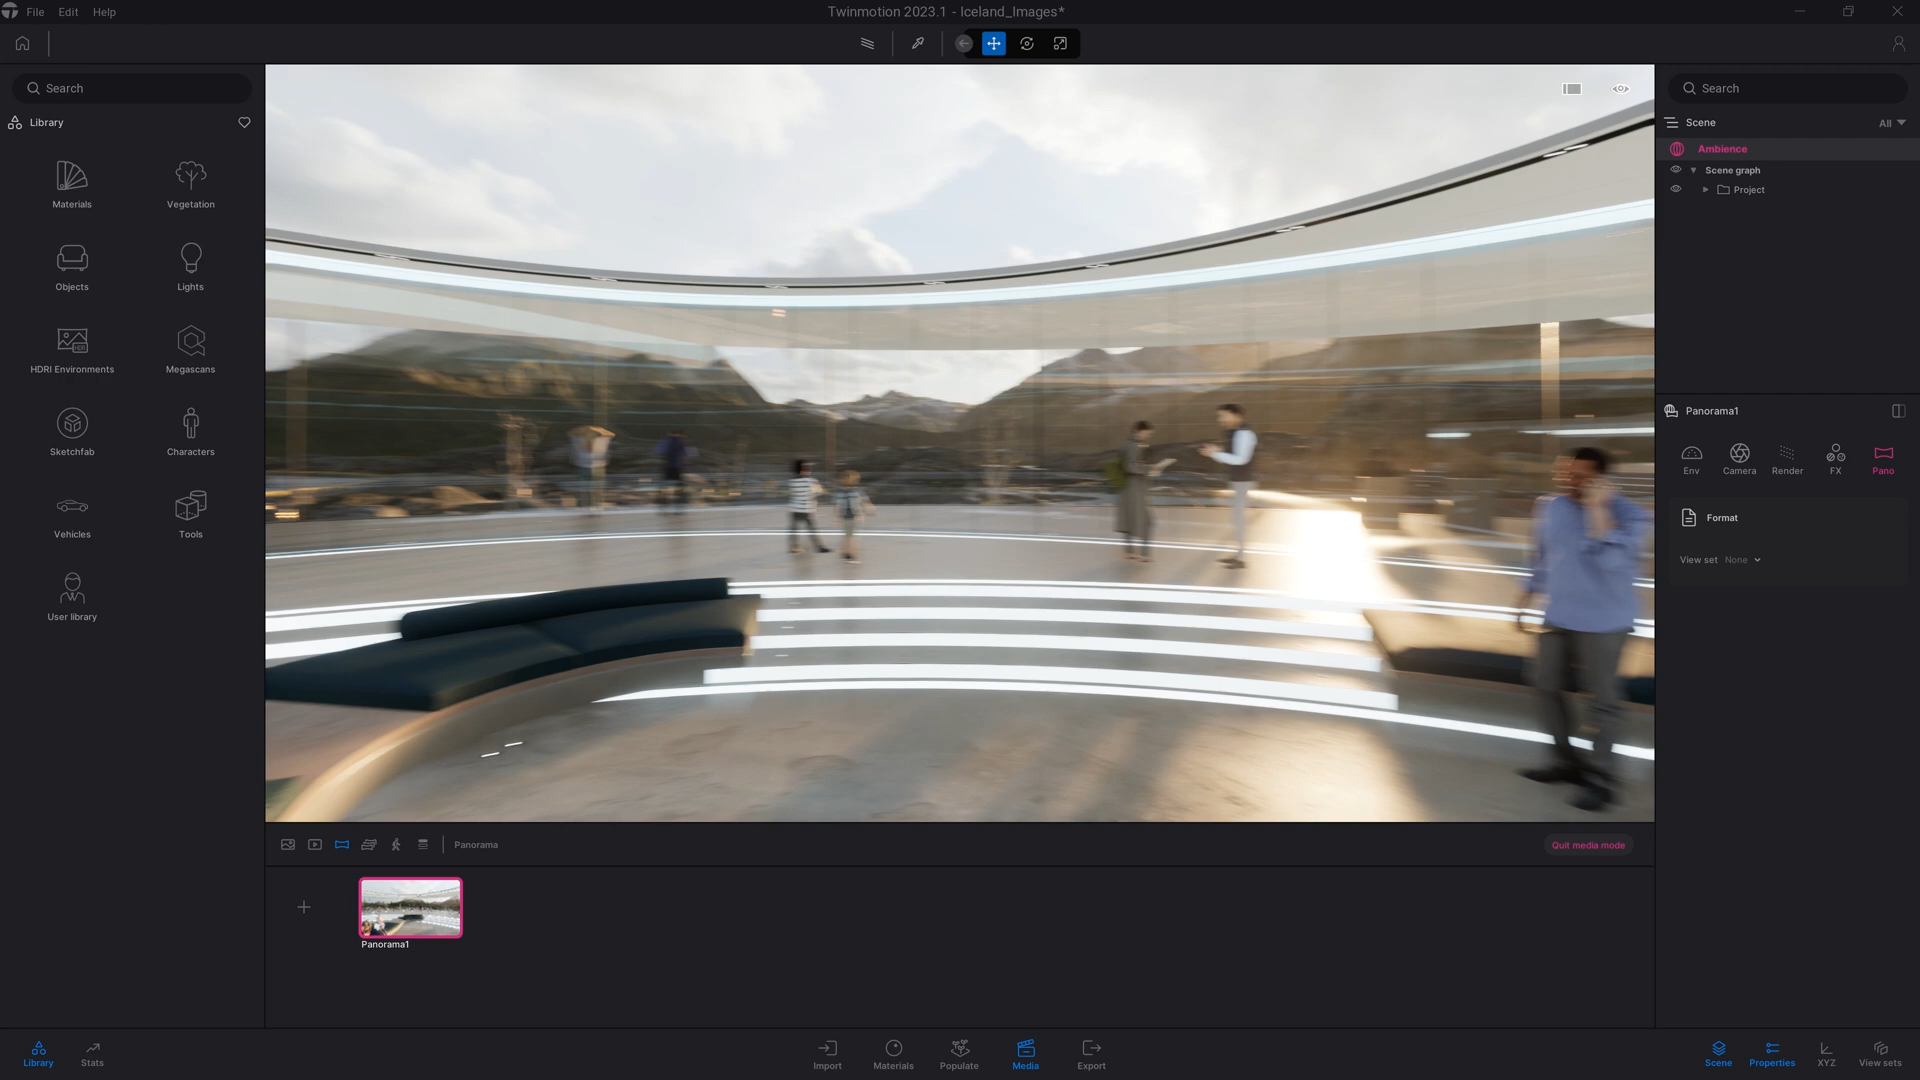 File Edit Help
Twinmotion 2023.1 - Iceland_Images*
Search
Library
Materials
Vegetation
Objects
Lights
HDRI Environments
Megascans
Sketchfab
Characters
Vehicles
Tools
User library
Search
Scene
All
Ambience
Scene graph
Project
Panorama1
Env
Camera
Render
FX
Pano
Format
View set None
Panorama
Quit media mode
Panorama1
Library
Stats
Import
Materials
Populate
Media
Export
Scene
Properties
XYZ
View sets